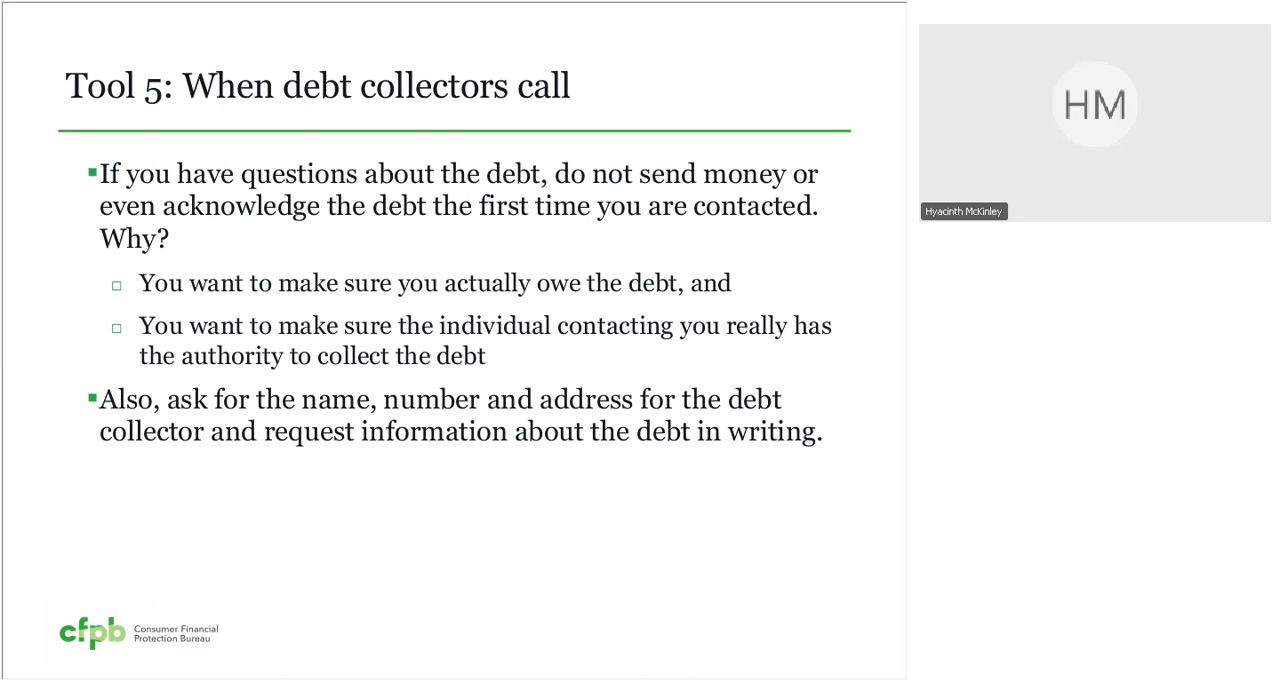 Tool 5: When debt collectors call
▪If you have questions about the debt, do not send money or
even acknowledge the debt the first time you are contacted.
Why?
▫ You want to make sure you actually owe the debt, and
▫ You want to make sure the individual contacting you really has
the authority to collect the debt
▪Also, ask for the name, number and address for the debt
collector and request information about the debt in writing.
cfpb
Consumer Financial
Protection Bureau
HM
Hyacinth McKinley